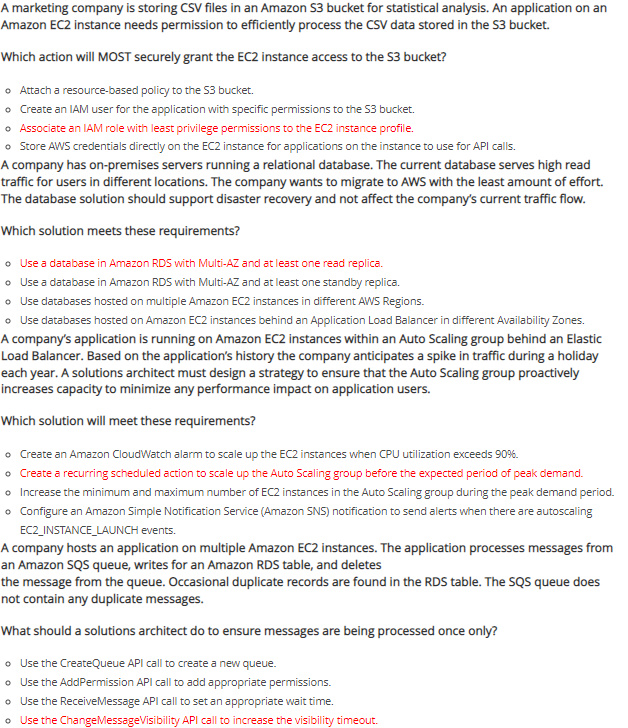 A marketing company is storing CSV files in an Amazon S3 bucket for statistical analysis. An application on an
Amazon EC2 instance needs permission to efficiently process the CSV data stored in the S3 bucket.
Which action will MOST securely grant the EC2 instance access to the S3 bucket?
Attach a resource-based policy to the S3 bucket.
Create an IAM user for the application with specific permissions to the S3 bucket.
Associate an IAM role with least privilege permissions to the EC2 instance profile.
Store AWS credentials directly on the EC2 instance for applications on the instance to use for API calls.
A company has on-premises servers running a relational database. The current database serves high read
traffic for users in different locations. The company wants to migrate to AWS with the least amount of effort.
The database solution should support disaster recovery and not affect the company's current traffic flow.
Which solution meets these requirements?
Use a database in Amazon RDS with Multi-AZ and at least one read replica.
Use a database in Amazon RDS with Multi-AZ and at least one standby replica.
Use databases hosted on multiple Amazon EC2 instances in different AWS Regions.
Use databases hosted on Amazon EC2 instances behind an Application Load Balancer in different Availability Zones.
A company's application is running on Amazon EC2 instances within an Auto Scaling group behind an Elastic
Load Balancer. Based on the application's history the company anticipates a spike in traffic during a holiday
each year. A solutions architect must design a strategy to ensure that the Auto Scaling group proactively
increases capacity to minimize any performance impact on application users.
Which solution will meet these requirements?
Create an Amazon CloudWatch alarm to scale up the EC2 instances when CPU utilization exceeds 90%.
Create a recurring scheduled action to scale up the Auto Scaling group before the expected period of peak demand.
Increase the minimum and maximum number of EC2 instances in the Auto Scaling group during the peak demand period.
Configure an Amazon Simple Notification Service (Amazon SNS) notification to send alerts when there are autoscaling
EC2_INSTANCE_LAUNCH events.
A company hosts an application on multiple Amazon EC2 instances. The application processes messages from
an Amazon SQS queue, writes for an Amazon RDS table, and deletes
the message from the queue. Occasional duplicate records are found in the RDS table. The SQS queue does
not contain any duplicate messages.
What should a solutions architect do to ensure messages are being processed once only?
Use the CreateQueue API call to create a new queue.
Use the AddPermission API call to add appropriate permissions.
Use the ReceiveMessage API call to set an appropriate wait time.
Use the ChangeMessageVisibility API call to increase the visibility timeout.